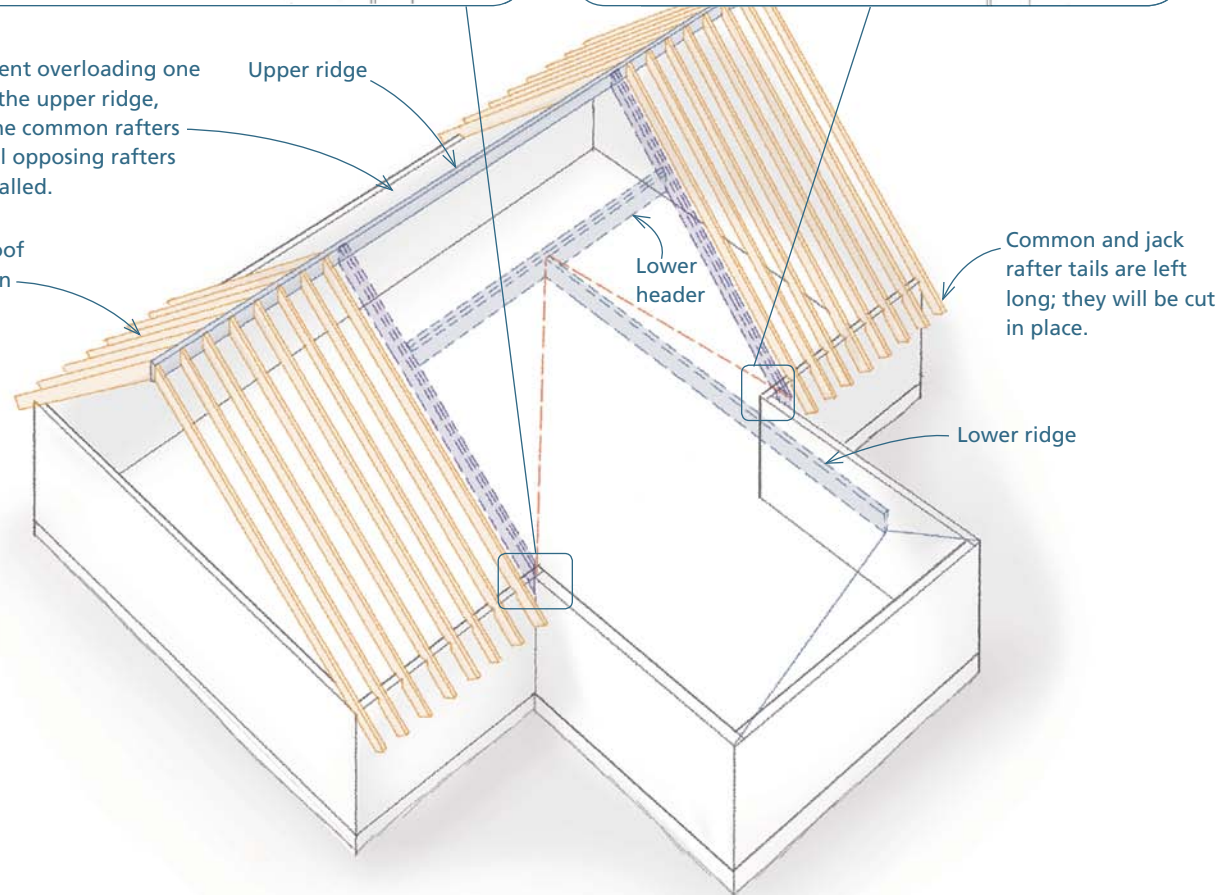 ent overloading one
the upper ridge,
ne common rafters
l opposing rafters
alled.
Upper ridge
oof
n
Lower
header
Common and jack
rafter tails are left
long; they will be cut
in place.
Lower ridge